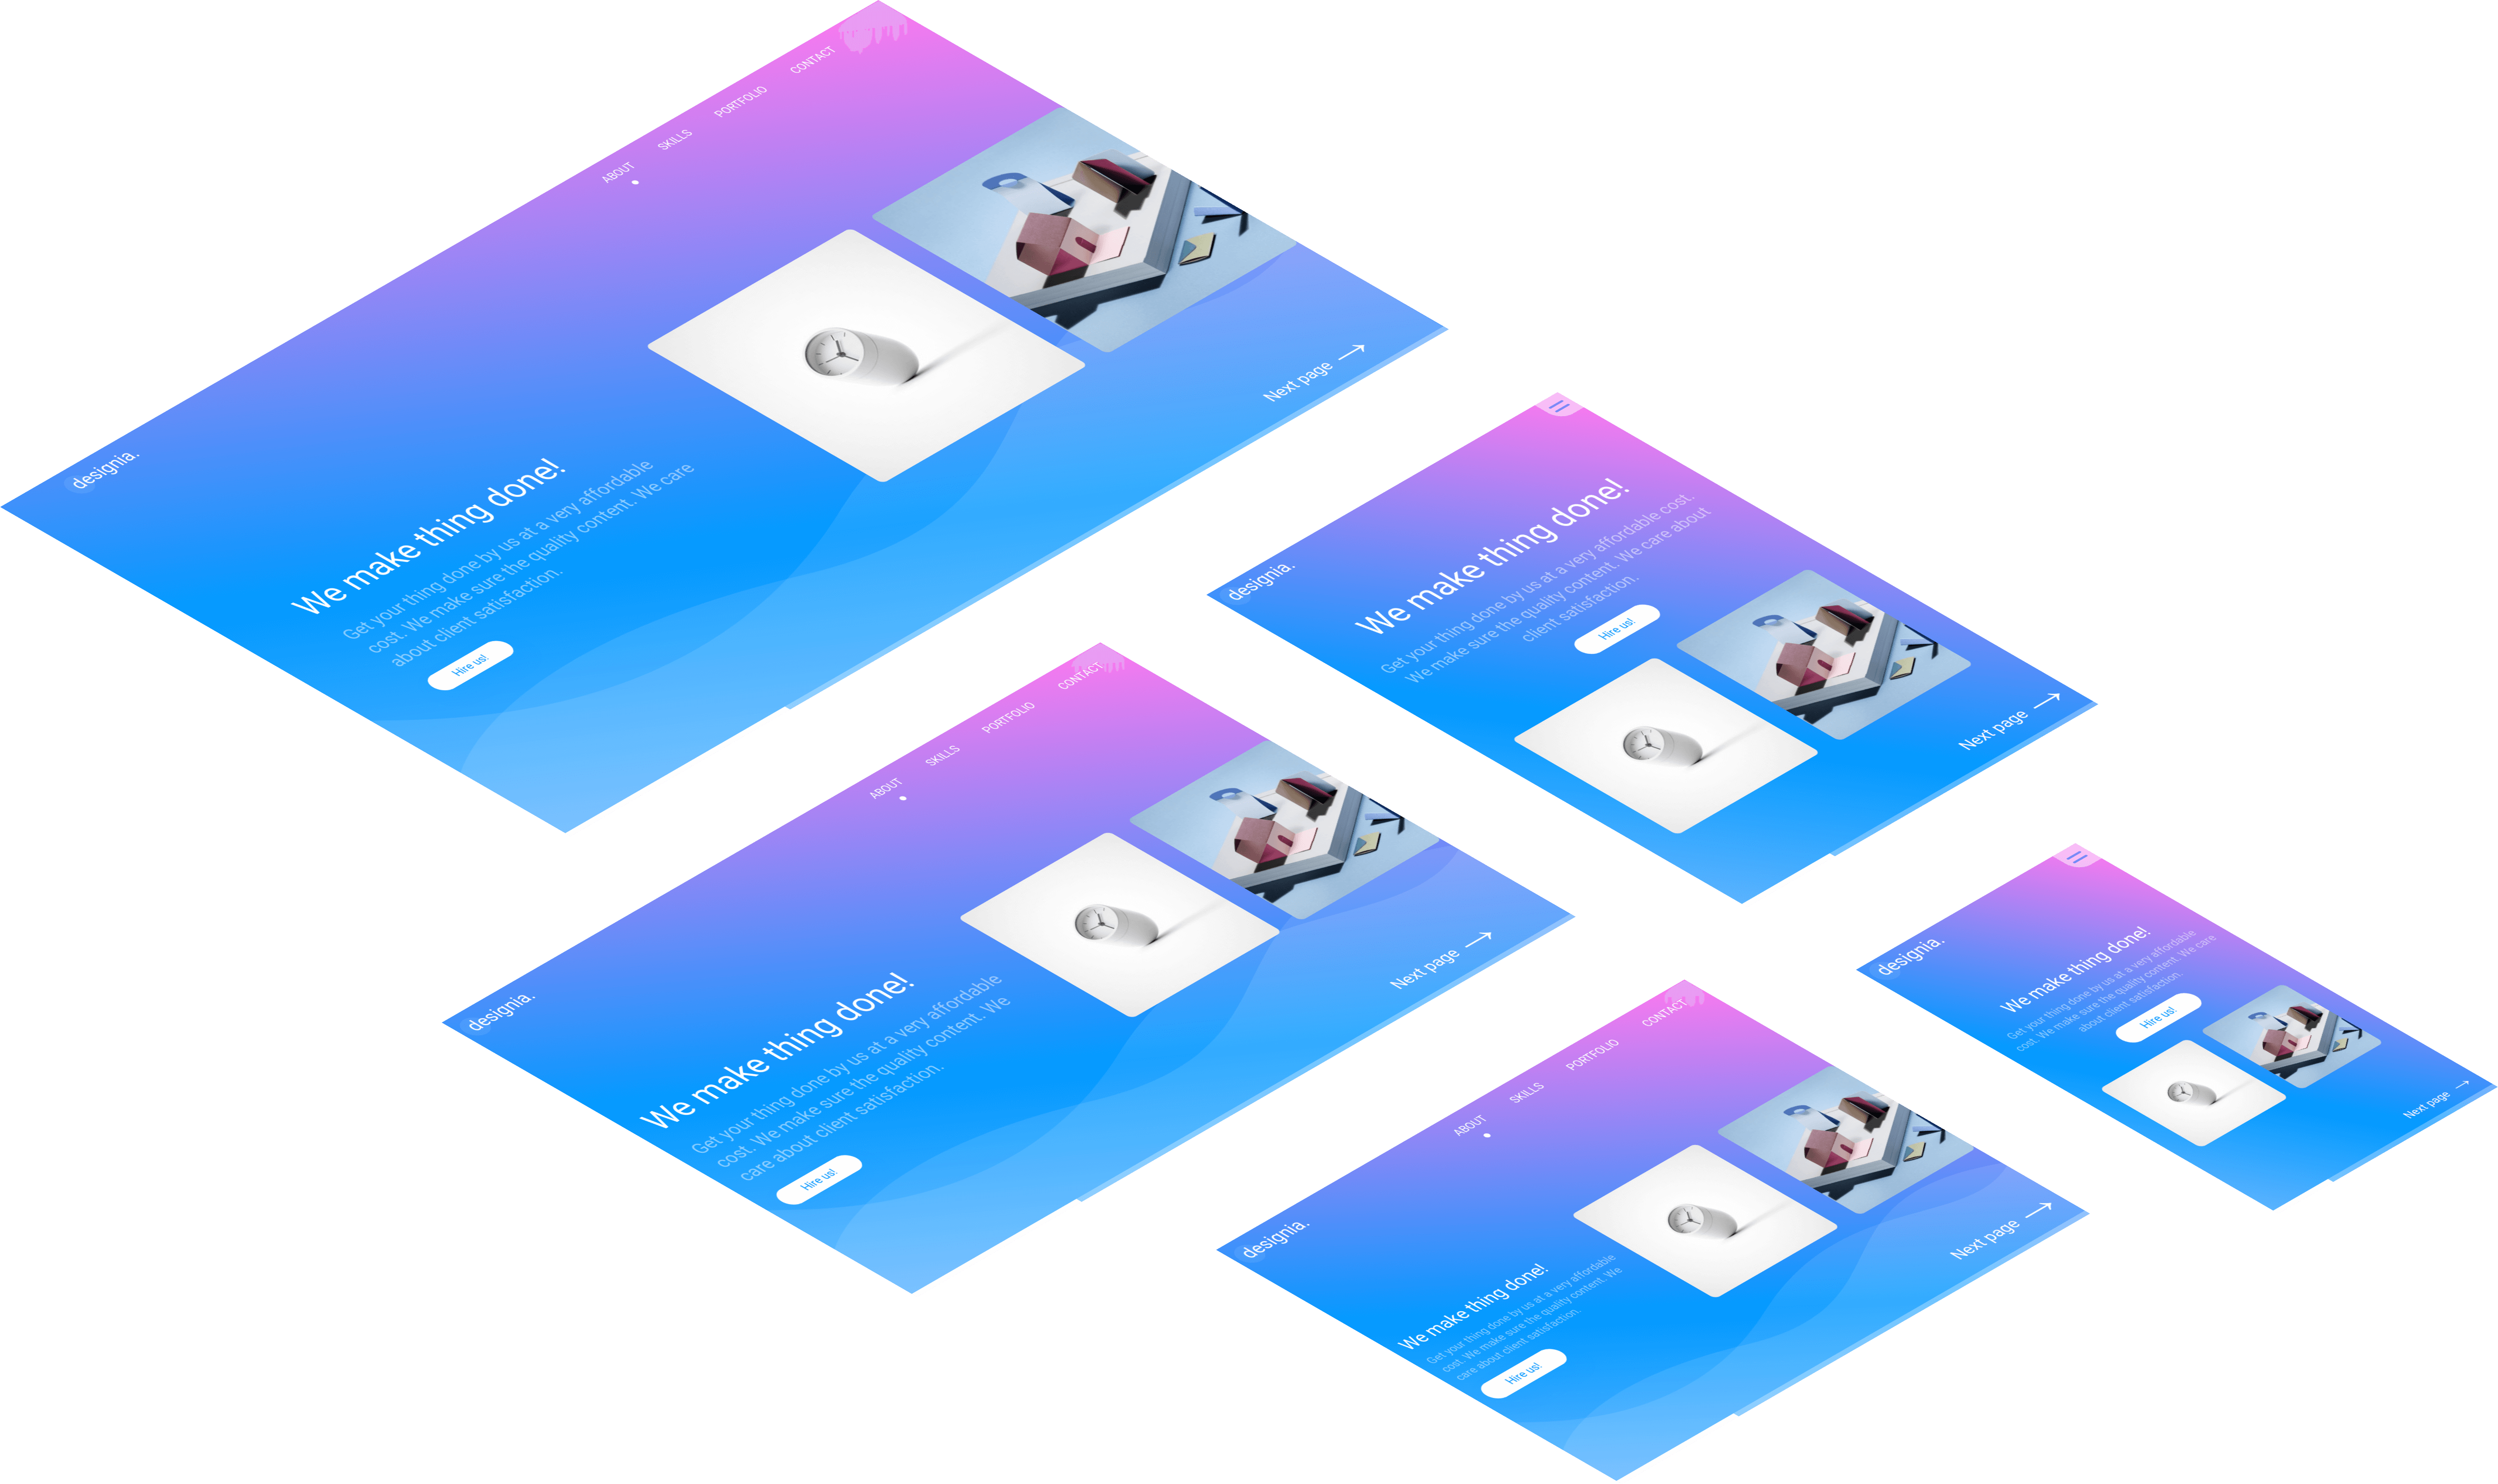 designia.
ABOUT
SKILLS
PORTFOLIO
CONTACT
We make thing done!
Get your thing done by us at a very affordable
cost. We make sure the quality content. We care
about client satisfaction.
Hire us!
Next page
designia.
We make thing done!
Get your thing done by us at a very affordable cost.
We make sure the quality content. We care about
client satisfaction.
Hire us!
Next page
designia.
ABOUT
SKILLS
PORTFOLIO
CONTACT
We make thing done!
Get your thing done by us at a very affordable
cost. We make sure the quality content. We
care about client satisfaction.
Hire us!
Next page
designia.
We make thing done!
Get your thing done by us at a very affordable
cost. We make sure the quality content. We care
about client satisfaction.
Hire us!
Next page
designia.
ABOUT
SKILLS
PORTFOLIO
CONTACT
We make thing done!
Get your thing done by us at a very affordable
cost. We make sure the quality content. We
care about client satisfaction.
Hire us!
Next page